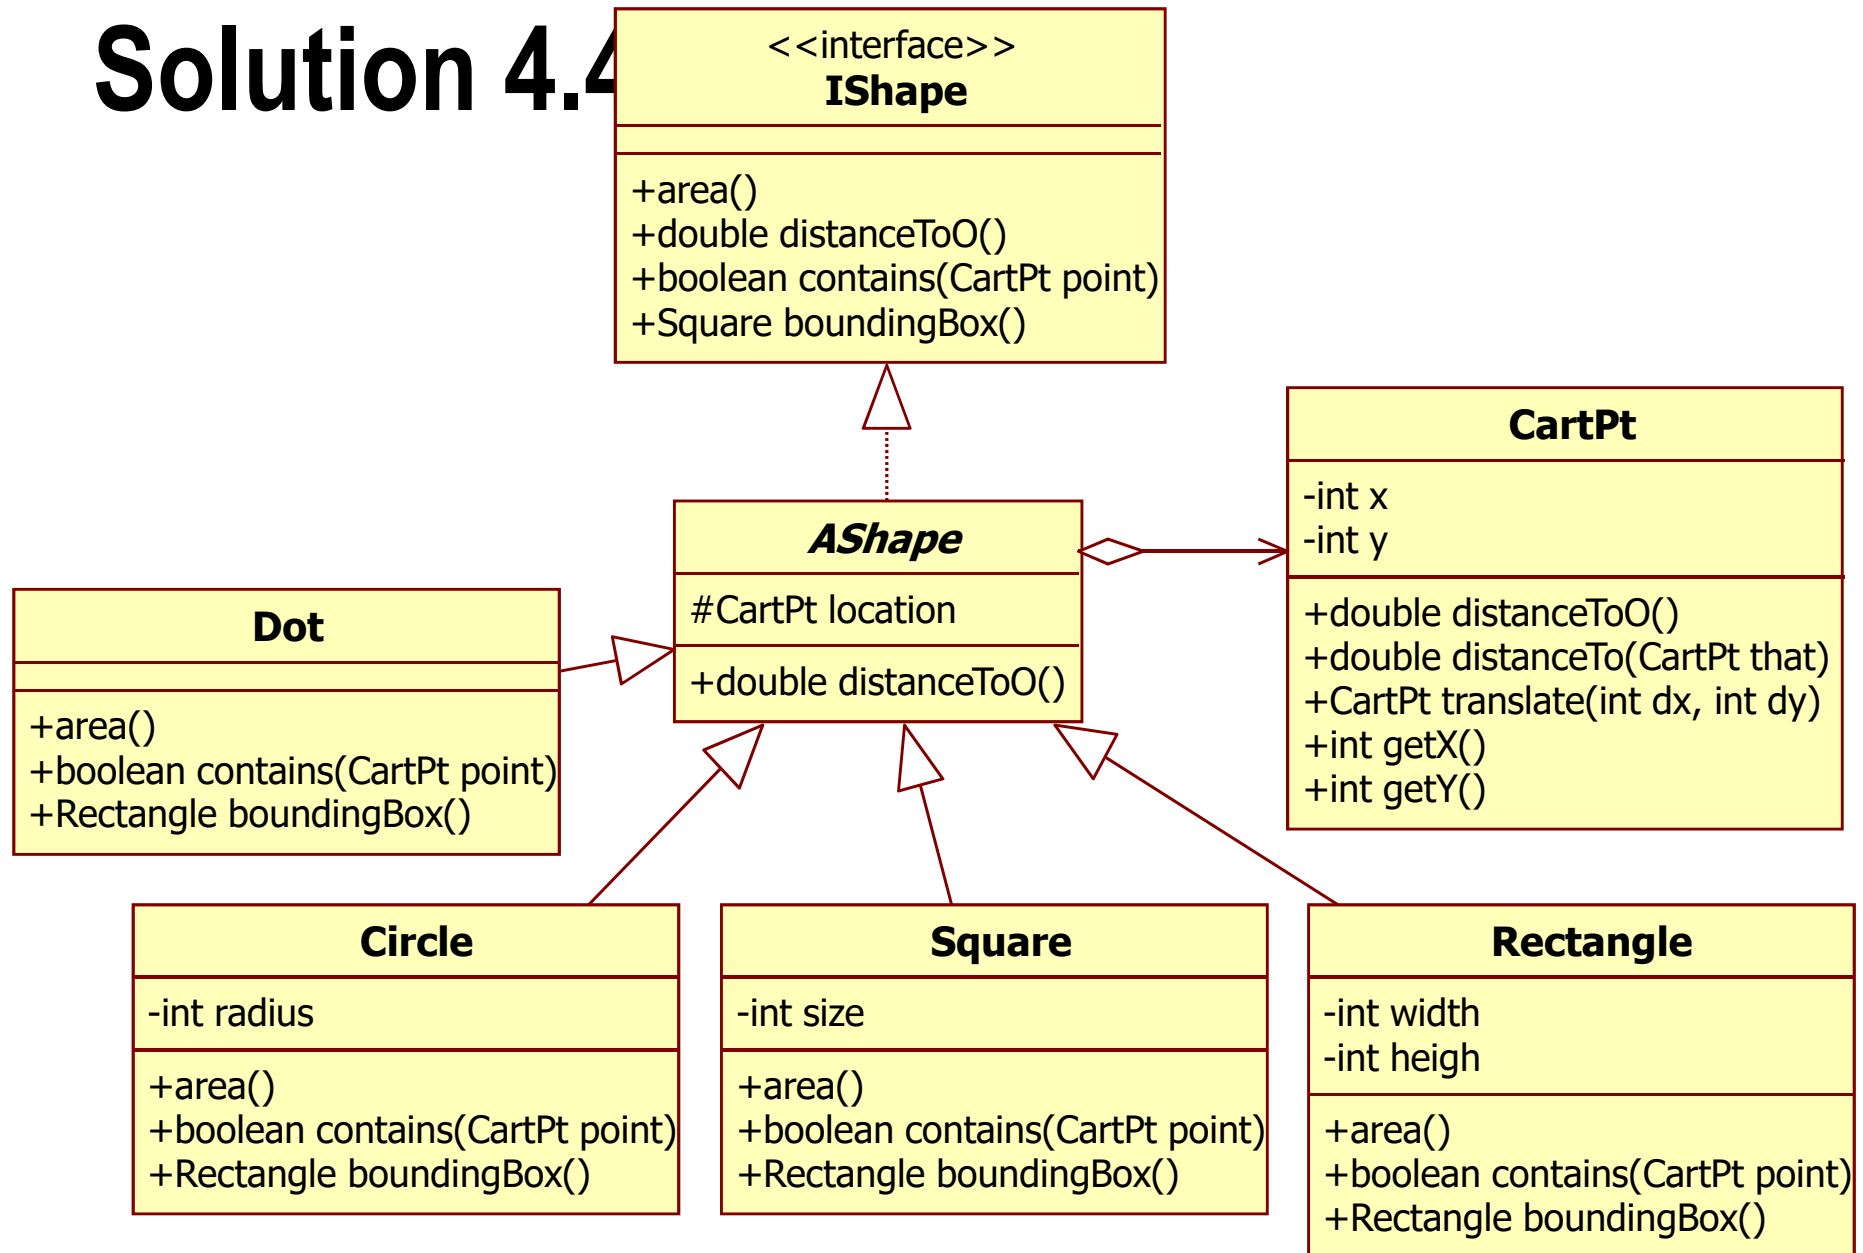 Solution 4.4
<<interface>>
IShape
+area()
+double distanceToO()
+boolean contains(CartPt point)
+Square boundingBox()
CartPt
-int x
-int y
+double distanceToO()
+double distanceTo(CartPt that)
+CartPt translate(int dx, int dy)
+int getX()
+int getY()
AShape
#CartPt location
+double distanceToO()
Dot
+area()
+boolean contains(CartPt point)
+Rectangle boundingBox()
Circle
-int radius
+area()
+boolean contains(CartPt point)
+Rectangle boundingBox()
Square
-int size
+area()
+boolean contains(CartPt point)
+Rectangle boundingBox()
Rectangle
-int width
-int heigh
+area()
+boolean contains(CartPt point)
+Rectangle boundingBox()